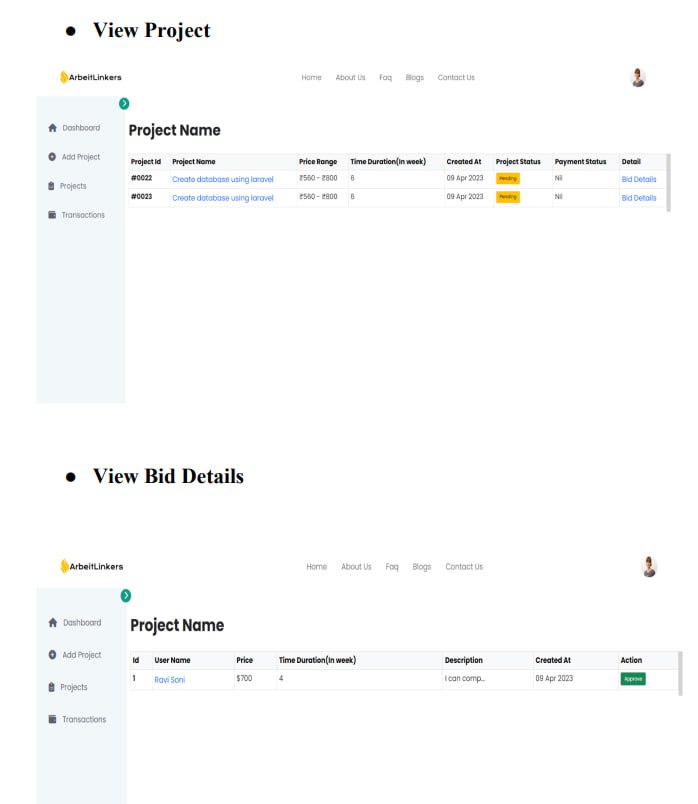 ● View Project
ArbeitLinkers Home About Us Faq Blogs Contact Us
Dashboard
Add Project
Projects
Transactions
Project Name
Project Id Project Name Price Range Time Duration(In week) Created At Project Status Payment Status Detail
#0022 Create database using laravel ₹560 - ₹800 6 09 Apr 2023 Pending Nil Bid Details
#0023 Create database using laravel ₹560 - ₹800 6 09 Apr 2023 Pending Nil Bid Details
● View Bid Details
ArbeitLinkers Home About Us Faq Blogs Contact Us
Dashboard
Add Project
Projects
Transactions
Project Name
Id User Name Price Time Duration(In week) Description Created At Action
1 Ravi Soni $700 4 I can comp... 09 Apr 2023 Approve